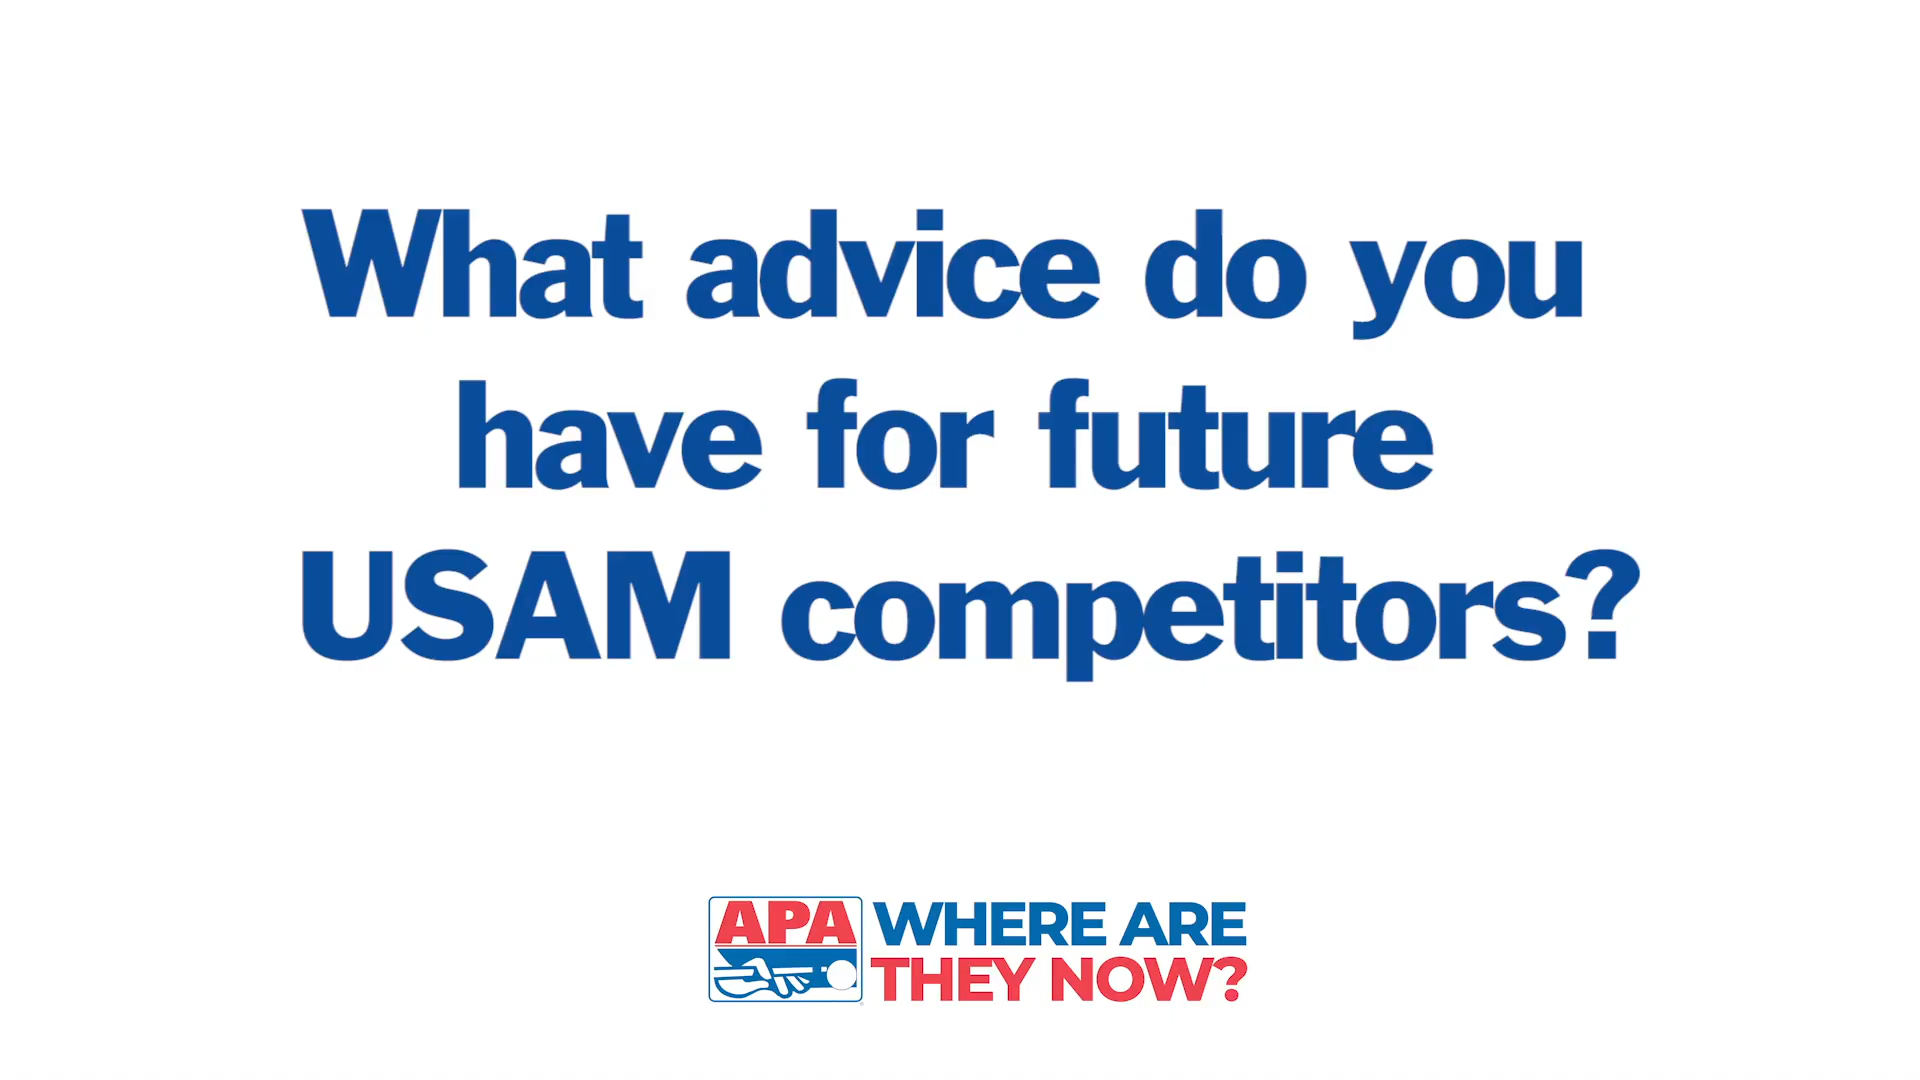 What advice do you
have for future
USAM competitors?
APA WHERE ARE
THEY NOW?